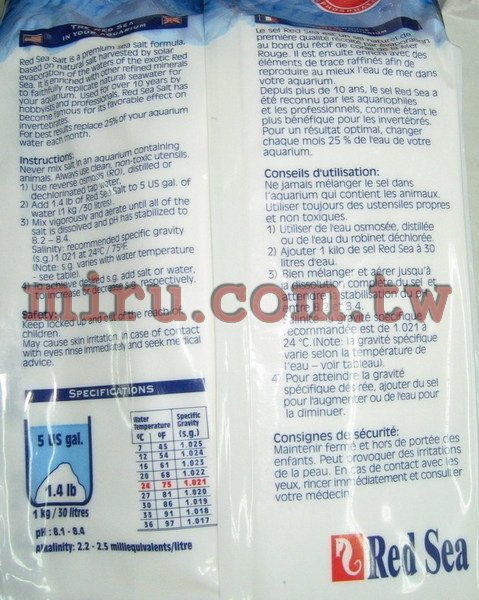 THE RED SEA
IN YOUR AQUARIUM
Red Sea Salt is a premium sea salt formula,
based on natural salt harvested by solar
evaporation of the waters of the exotic Red
Sea. It is enriched with other refined minerals
to faithfully replicate natural seawater for
your aquarium. Used for over 10 years by
hobbyists and professionals, Red Sea Salt has
become famous for its favorable effect on
invertebrates.
For best results replace 25% of your aquarium
water each month.
Instructions:
Never mix salt in an aquarium containing
animals. Always use clean, non-toxic utensils.
1) Use reverse osmosis (RO), distilled or
dechlorinated tap water.
2) Add 1.4 lb of Red Sea Salt to 5 US gal. of
water (1 kg / 30 litres)
3) Mix vigorously and aerate until all of the
salt is dissolved and pH has stabilized to
8.2 – 8.4.
Salinity: recommended specific gravity
(s.g.) 1.021 at 24°C / 75°F
(Note: s.g. varies with water temperature
– see table).
To achieve desired s.g. add salt or water,
to increase or decrease s.g. respectively.
Safety:
Keep locked up and out of the reach of
children.
May cause skin irritation, in case of contact
with eyes rinse immediately and seek medical
advice.
SPECIFICATIONS
5 US gal.
1.4 lb
1 kg / 30 litres
pH : 8.1 - 8.4
Alkalinity: 2.2 - 2.5 milliequivalents/litre
Water Temperature Specific Gravity
°C °F (s.g.)
7 45 1.025
12 54 1.024
16 61 1.023
20 68 1.022
24 75 1.021
27 81 1.020
30 86 1.019
33 91 1.018
36 97 1.017
Le sel Red Sea est un sel naturel de
première qualité récolté
au bord du récif de corail de la Mer
Rouge. Il est enrichi avec des
éléments de trace raffinés afin de
reproduire au mieux l'eau de mer dans
votre aquarium.
Depuis plus de 10 ans, le sel Red Sea a
été reconnu par les aquariophiles
et les professionnels, comme étant le
plus bénéfique pour les invertébrés.
Pour un résultat optimal, changer
chaque mois 25 % de l'eau de votre
aquarium.
Conseils d'utilisation:
Ne jamais mélanger le sel dans
l'aquarium qui contient les animaux.
Utiliser toujours des ustensiles propres
et non toxiques.
1) Utiliser de l'eau osmosée, distillée
ou de l'eau du robinet déchlorée.
2) Ajouter 1 kilo de sel Red Sea à 30
litres d'eau.
3) Bien mélanger et aérer jusqu'à
la dissolution complète du sel et
la stabilisation du pH
entre 8.2 et 8.4.
Salinité: la gravité spécifique
recommandée est de 1.021 à
24 °C. (Note: la gravité spécifique
varie selon la température de
l'eau – voir tableau).
4) Pour atteindre la gravité
spécifique désirée, ajouter du sel
pour l'augmenter ou de l'eau pour
la diminuer.
Consignes de sécurité:
Maintenir fermé et hors de portée des
enfants. Peut provoquer des irritations
de la peau. En cas de contact avec les
yeux, rincer immédiatement et consulter
votre médecin.
Red Sea
miru.com.tw